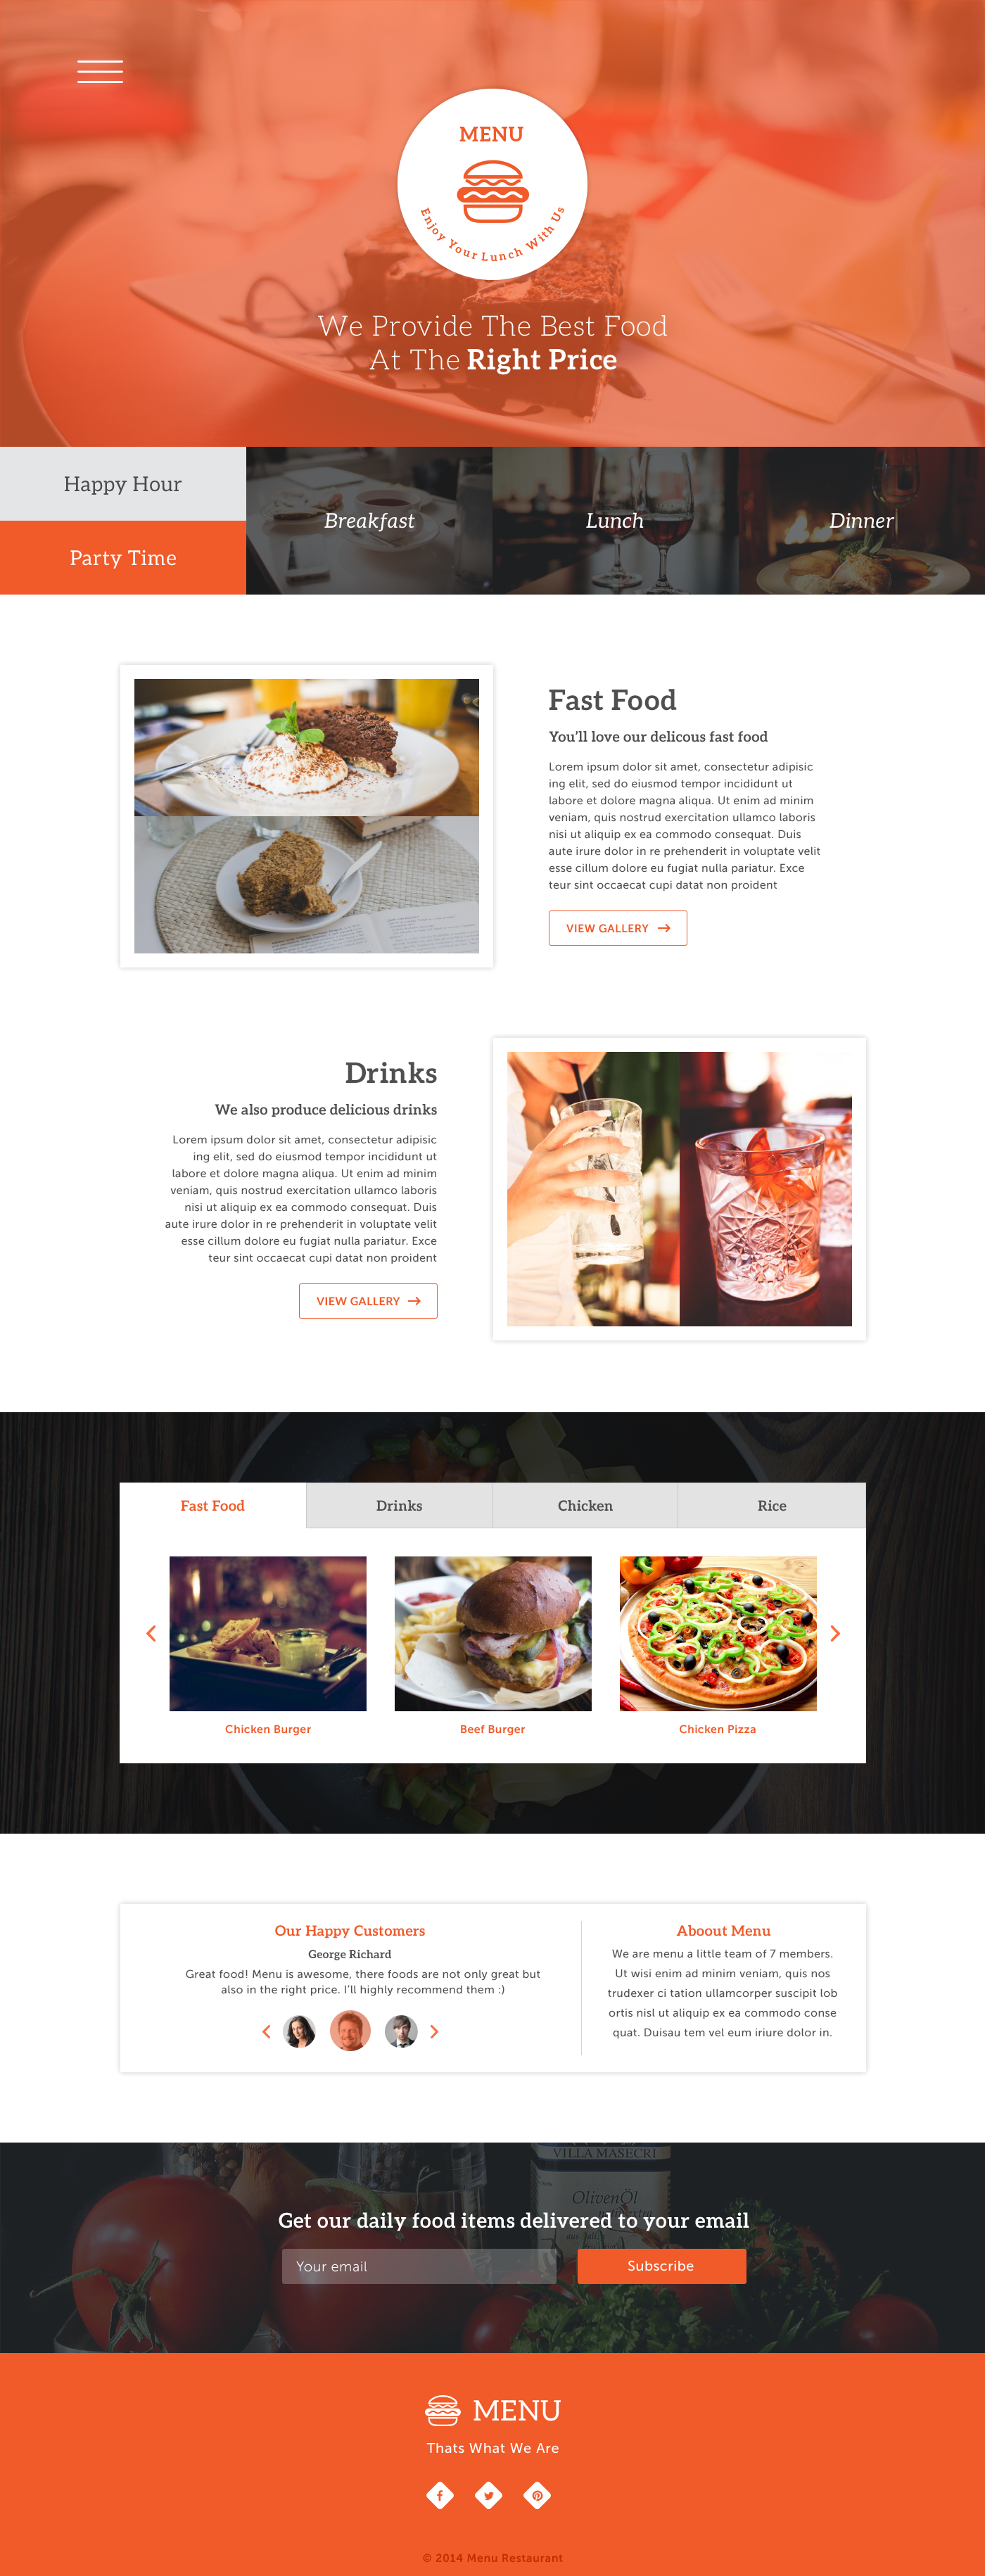 MENU
Enjoy Your Lunch With Us
We Provide The Best Food
At The Right Price
Happy Hour
Party Time
Breakfast
Lunch
Dinner
Fast Food
You'll love our delicous fast food
Lorem ipsum dolor sit amet, consectetur adipisic
ing elit, sed do eiusmod tempor incididunt ut
labore et dolore magna aliqua. Ut enim ad minim
veniam, quis nostrud exercitation ullamco laboris
nisi ut aliquip ex ea commodo consequat. Duis
aute irure dolor in re prehenderit in voluptate velit
esse cillum dolore eu fugiat nulla pariatur. Exce
teur sint occaecat cupi datat non proident
VIEW GALLERY
Drinks
We also produce delicious drinks
Lorem ipsum dolor sit amet, consectetur adipisic
ing elit, sed do eiusmod tempor incididunt ut
labore et dolore magna aliqua. Ut enim ad minim
veniam, quis nostrud exercitation ullamco laboris
nisi ut aliquip ex ea commodo consequat. Duis
aute irure dolor in re prehenderit in voluptate velit
esse cillum dolore eu fugiat nulla pariatur. Exce
teur sint occaecat cupi datat non proident
VIEW GALLERY
Fast Food
Drinks
Chicken
Rice
Chicken Burger
Beef Burger
Chicken Pizza
Our Happy Customers
George Richard
Great food! Menu is awesome, there foods are not only great but
also in the right price. I'll highly recommend them :)
Aboout Menu
We are menu a little team of 7 members.
Ut wisi enim ad minim veniam, quis nos
trudexer ci tation ullamcorper suscipit lob
ortis nisl ut aliquip ex ea commodo conse
quat. Duisau tem vel eum iriure dolor in.
VILLA MASECRI
OlivenÖl
Get our daily food items delivered to your email
Your email
Subscribe
MENU
Thats What We Are
© 2014 Menu Restaurant